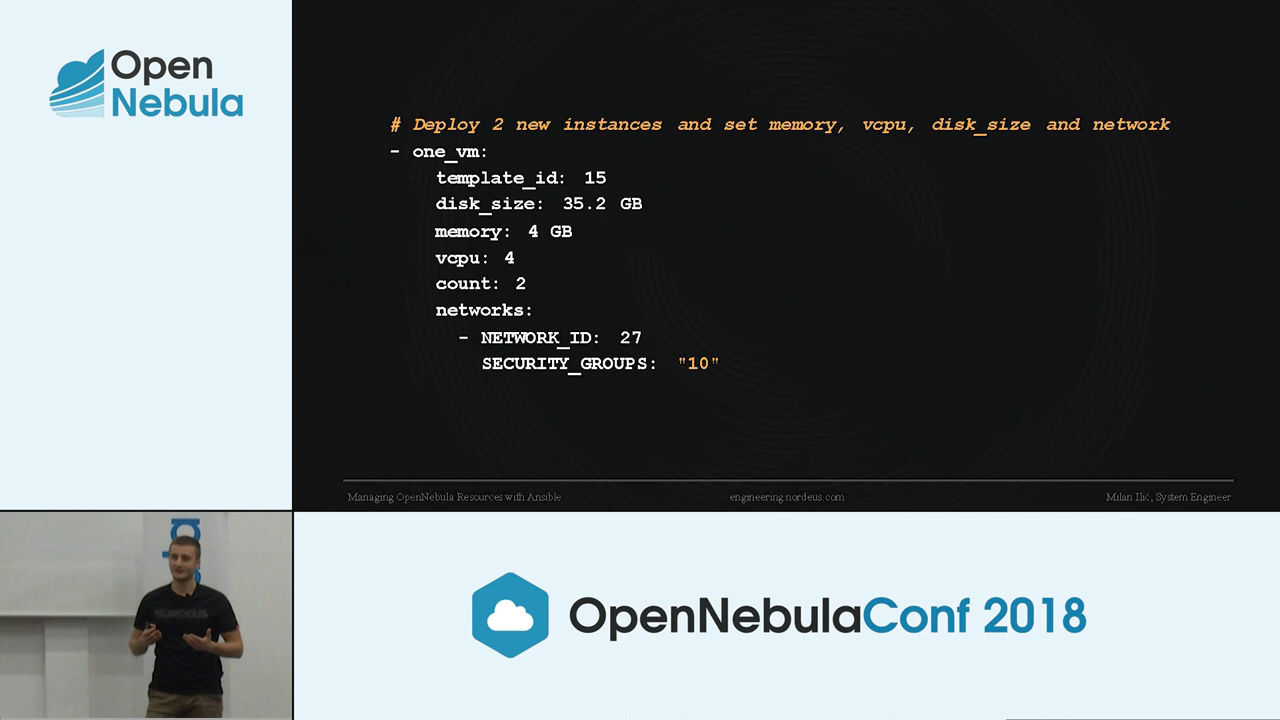 Open
Nebula
# Deploy 2 new instances and set memory, vcpu, disk_size and network
- one_vm:
template_id: 15
disk_size: 35.2 GB
memory: 4 GB
vcpu: 4
count: 2
networks:
- NETWORK_ID: 27
SECURITY_GROUPS: "10"
Managing OpenNebula Resources with Ansible
engineering.nordeus.com
Milan Ilić, System Engineer
NORDEUS
OpenNebulaConf 2018